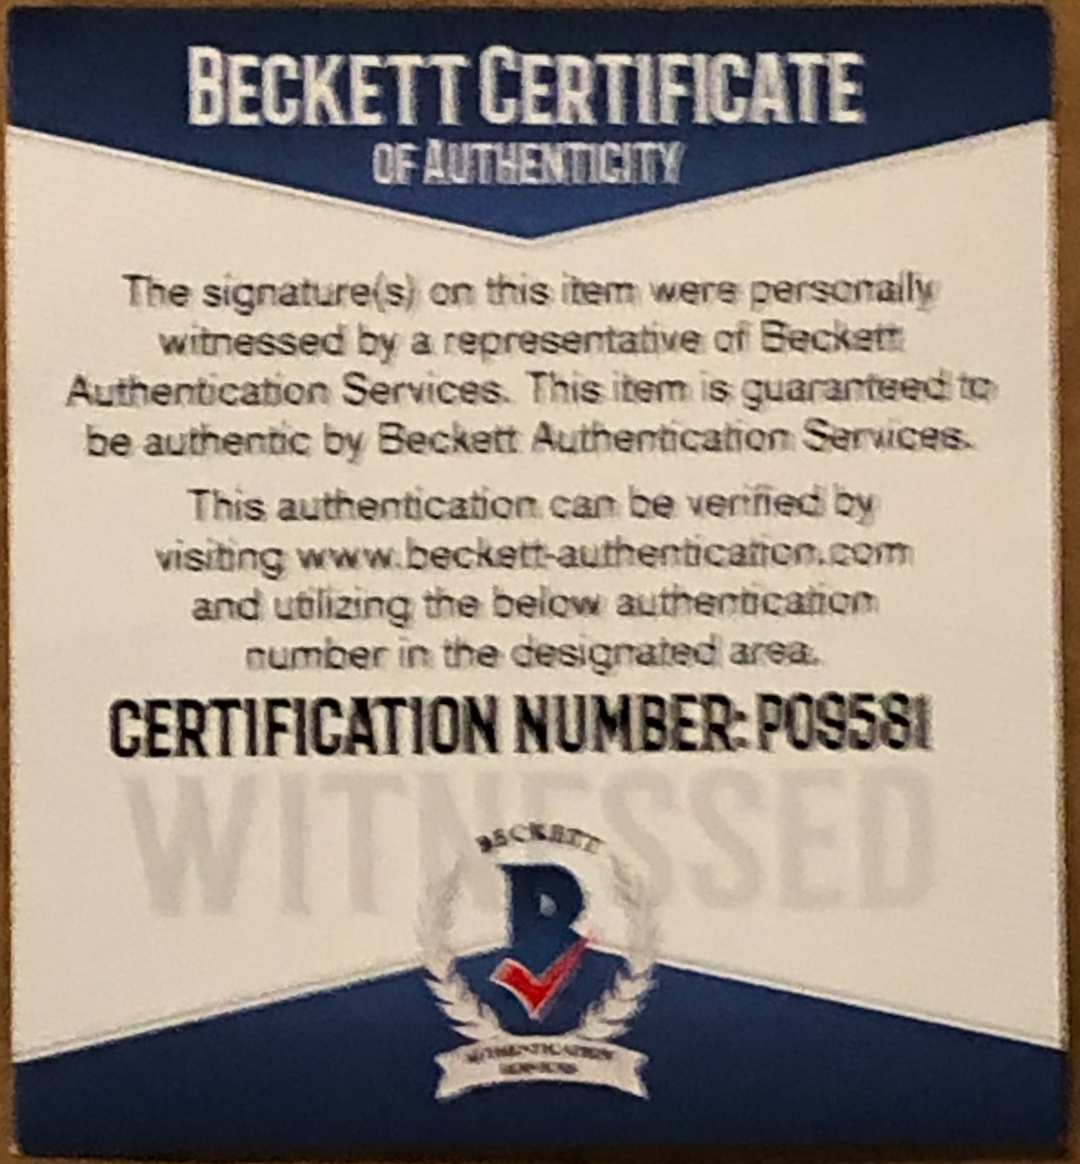 BECKETT CERTIFICATE
OF AUTHENTICITY
The signature(s) on this item were personally
witnessed by a representative of Beckett
Authentication Services. This item is guaranteed to
be authentic by Beckett Authentication Services.
This authentication can be verified by
visiting www.beckett-authentication.com
and utilizing the below authentication
number in the designated area.
CERTIFICATION NUMBER: P09581
WITNESSED
BECKETT
B
AUTHENTICATION
SERVICES